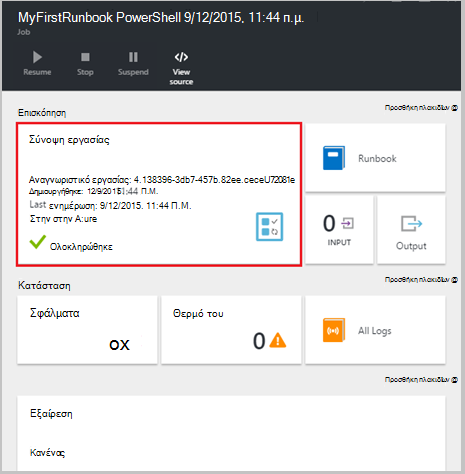 MyFirstRunbook PowerShell 9/12/2015, 11:44 π.μ.
Job
Resume
Stop
Suspend
View source
Επισκόπηση
Προσθήκη πλακιδίων
Σύνοψη εργασίας
Αναγνωριστικό εργασίας: 4.138396-3db7-457b.82ee.ceceU72081e
Δημιουργήθηκε: 12/9/2015 11:44 Π.Μ.
Last ενημέρωση: 9/12/2015. 11:44 Π.Μ.
Στην στην A:ure
Ολοκληρώθηκε
Runbook
0
INPUT
Output
Κατάσταση
Προσθήκη πλακιδίων
Σφάλματα
OX
Θερμό του
0
All Logs
Προσθήκη πλακιδίων
Εξαίρεση
Κανένας